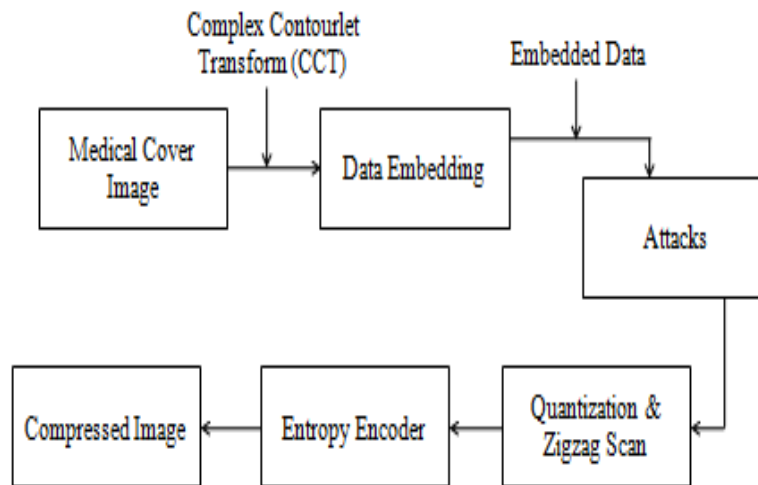 Complex Contourlet
Transform (CCT)
Embedded Data
Medical Cover
Image
Data Embedding
Attacks
Compressed Image
Entropy Encoder
Quantization &
Zigzag Scan